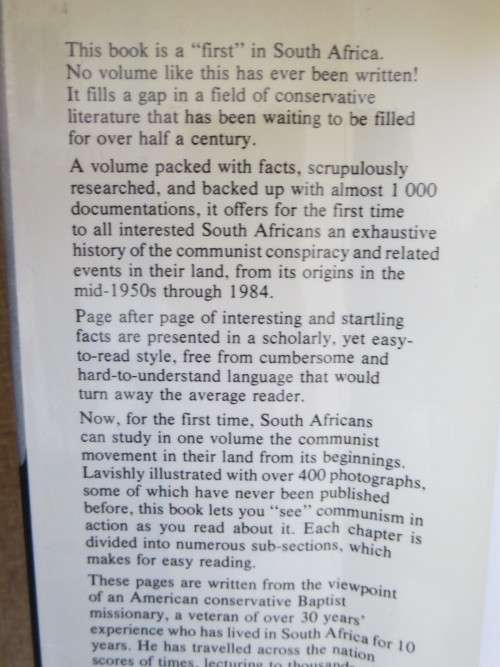 This book is a “first” in South Africa.
No volume like this has ever been written!
It fills a gap in a field of conservative
literature that has been waiting to be filled
for over half a century.
A volume packed with facts, scrupulously
researched, and backed up with almost 1 000
documentations, it offers for the first time
to all interested South Africans an exhaustive
history of the communist conspiracy and related
events in their land, from its origins in the
mid-1950s through 1984.
Page after page of interesting and startling
facts are presented in a scholarly, yet easy-
to-read style, free from cumbersome and
hard-to-understand language that would
turn away the average reader.
Now, for the first time, South Africans
can study in one volume the communist
movement in their land from its beginnings.
Lavishly illustrated with over 400 photographs,
some of which have never been published
before, this book lets you “see” communism in
action as you read about it. Each chapter is
divided into numerous sub-sections, which
makes for easy reading.
These pages are written from the viewpoint
of an American conservative Baptist
missionary, a veteran of over 30 years’
experience who has lived in South Africa for 10
years. He has travelled across the nation
scores of times, lecturing to thousand-